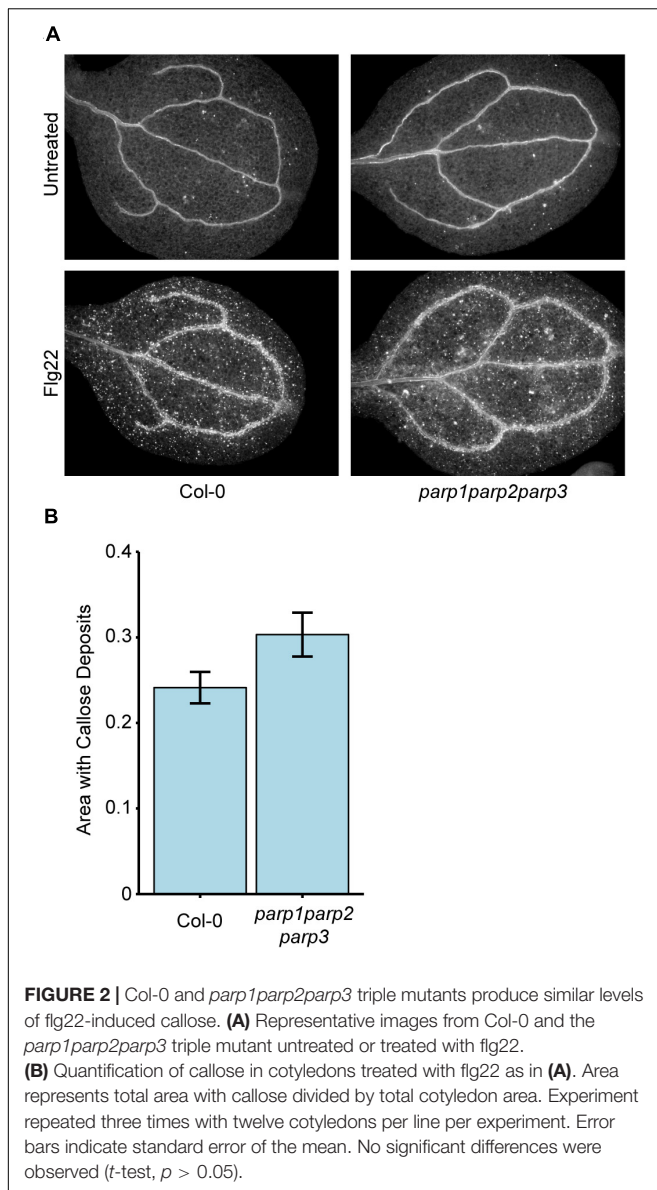 A
Untreated
Flg22
Col-0
parp1parp2parp3
B
Area with Callose Deposits
0.4
0.3
0.2
0.1
0
Col-0
parp1parp2
parp3
FIGURE 2 | Col-0 and parp1parp2parp3 triple mutants produce similar levels
of flg22-induced callose. (A) Representative images from Col-0 and the
parp1parp2parp3 triple mutant untreated or treated with flg22.
(B) Quantification of callose in cotyledons treated with flg22 as in (A). Area
represents total area with callose divided by total cotyledon area. Experiment
repeated three times with twelve cotyledons per line per experiment. Error
bars indicate standard error of the mean. No significant differences were
observed (t-test, p > 0.05).